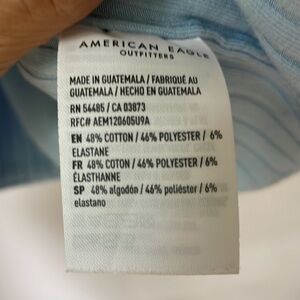 AMERICAN EAGLE
OUTFITTERS
MADE IN GUATEMALA / FABRIQUÉ AU
GUATEMALA / HECHO EN GUATEMALA
RN 54485 / CA 03873
RFC# AEM120605U9A
EN 48% COTTON / 46% POLYESTER / 6%
ELASTANE
FR 48% COTON / 46% POLYESTER / 6%
ÉLASTHANNE
SP 48% algodón / 46% poliéster / 6%
elastano